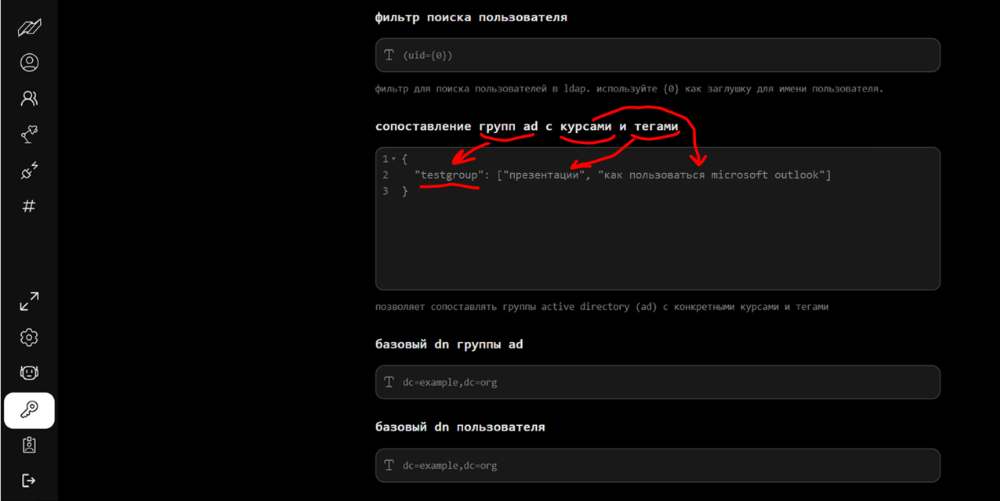 фильтр поиска пользователя
(uid={0})
фильтр для поиска пользователей в ldap. используйте {0} как заглушку для имени пользователя.
сопоставление групп ad с курсами и тегами
1 {
2 "testgroup": ["презентации", "как пользоваться microsoft outlook"]
3 }
позволяет сопоставлять группы active directory (ad) с конкретными курсами и тегами
базовый dn группы ad
dc=example,dc=org
базовый dn пользователя
dc=example,dc=org